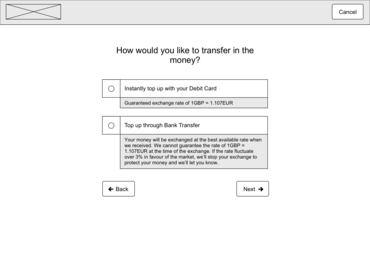 Cancel
How would you like to transfer in the
money?
Instantly top up with your Debit Card
Guaranteed exchange rate of 1GBP = 1.107EUR
Top up through Bank Transfer
Your money will be exchanged at the best available rate when
we received. We cannot guarantee the rate of 1GBP =
1.107EUR at the time of the exchange. If the rate fluctuate
over 3% in favour of the market, we'll stop your exchange to
protect your money and we'll let you know.
Back
Next